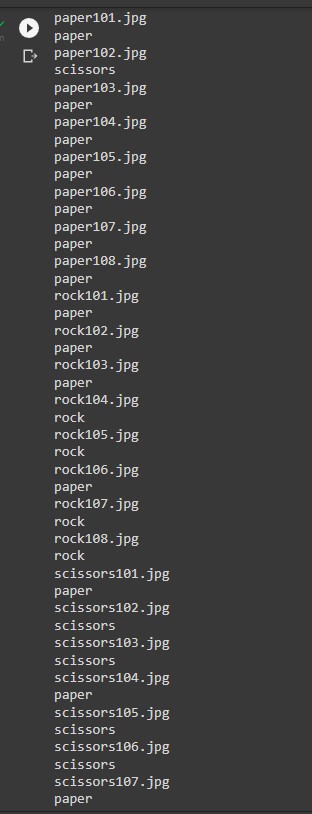 paper101.jpg
paper
paper102.jpg
scissors
paper103.jpg
paper
paper104.jpg
paper
paper105.jpg
paper
paper106.jpg
paper
paper107.jpg
paper
paper108.jpg
paper
rock101.jpg
paper
rock102.jpg
paper
rock103.jpg
paper
rock104.jpg
rock
rock105.jpg
rock
rock106.jpg
paper
rock107.jpg
rock
rock108.jpg
rock
scissors101.jpg
paper
scissors102.jpg
scissors
scissors103.jpg
scissors
scissors104.jpg
paper
scissors105.jpg
scissors
scissors106.jpg
scissors
scissors107.jpg
paper